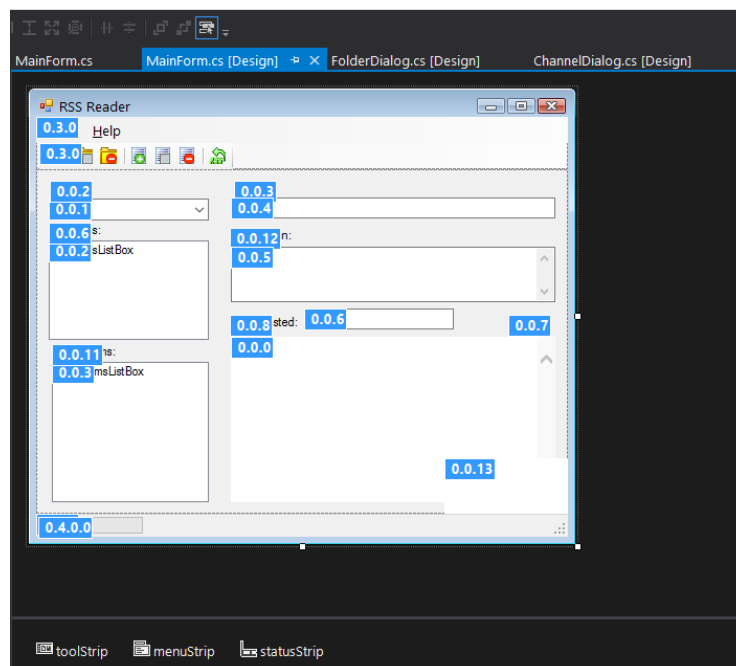 MainForm.cs MainForm.cs [Design] FolderDialog.cs [Design] ChannelDialog.cs [Design]
RSS Reader
0.3.0 Help
0.3.0
0.0.2 0.0.3
0.0.1 0.0.4
0.0.6 s: 0.0.12 n:
0.0.2 sListBox 0.0.5
0.0.8 sted: 0.0.6 0.0.7
0.0.11 ns: 0.0.0
0.0.3 msListBox
0.0.13
0.4.0.0
toolStrip menuStrip statusStrip